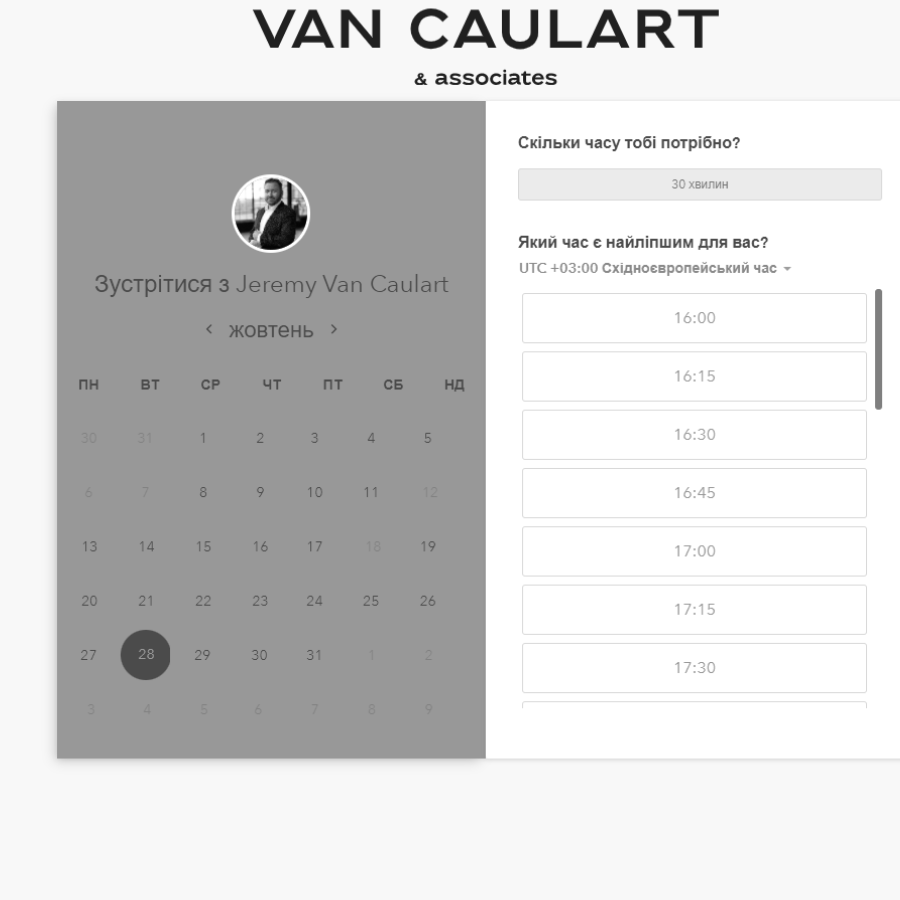 VAN CAULART
& associates
Зустрітися з Jeremy Van Caulart
жовтень
ПН ВТ СР ЧТ ПТ СБ НД
30 31 1 2 3 4 5
6 7 8 9 10 11 12
13 14 15 16 17 18 19
20 21 22 23 24 25 26
27 28 29 30 31 1 2
3 4 5 6 7 8 9
Скільки часу тобі потрібно?
30 хвилин
Який час є найліпшим для вас?
UTC +03:00 Східноєвропейський час
16:00
16:15
16:30
16:45
17:00
17:15
17:30